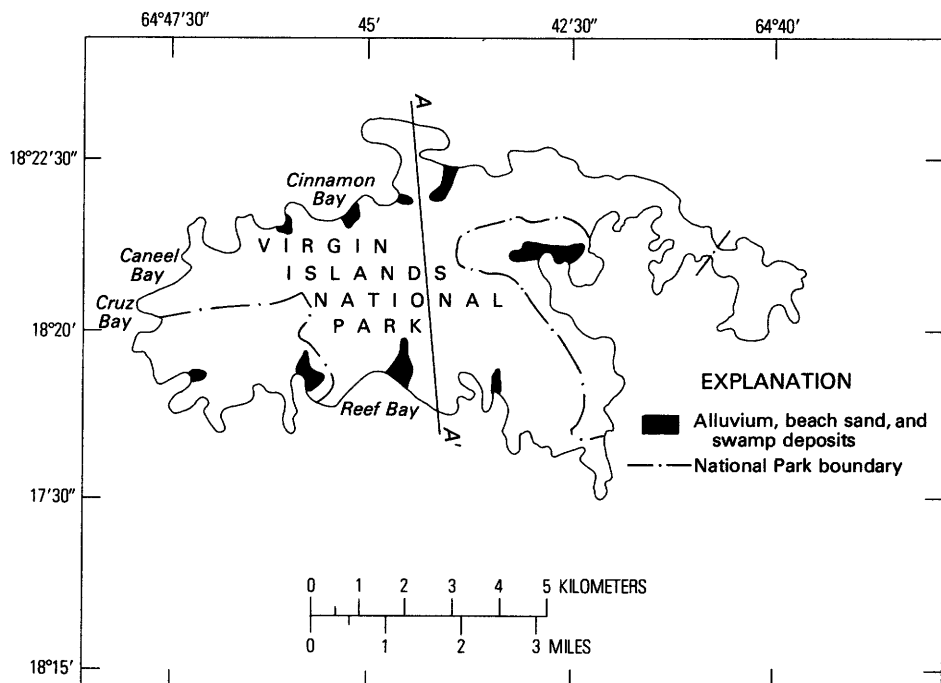 64°47'30" 45' 42'30" 64°40'
A
18°22'30"
Cinnamon
Bay
VIRGIN
Caneel
Bay
ISLANDS
Cruz
Bay
NATIONAL
18°20'
PARK
EXPLANATION
Reef Bay
Alluvium, beach sand, and
swamp deposits
A'
National Park boundary
17'30"
0 1 2 3 4 5 KILOMETERS
0 1 2 3 MILES
18°15'